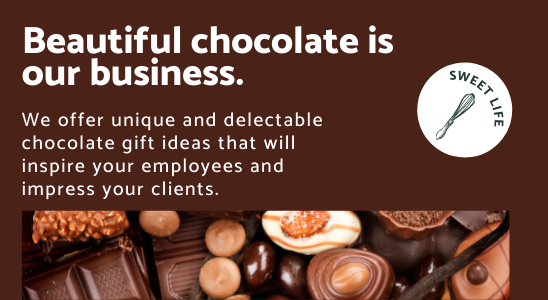 Beautiful chocolate is
our business.
We offer unique and delectable
chocolate gift ideas that will
inspire your employees and
impress your clients.
SWEET LIFE